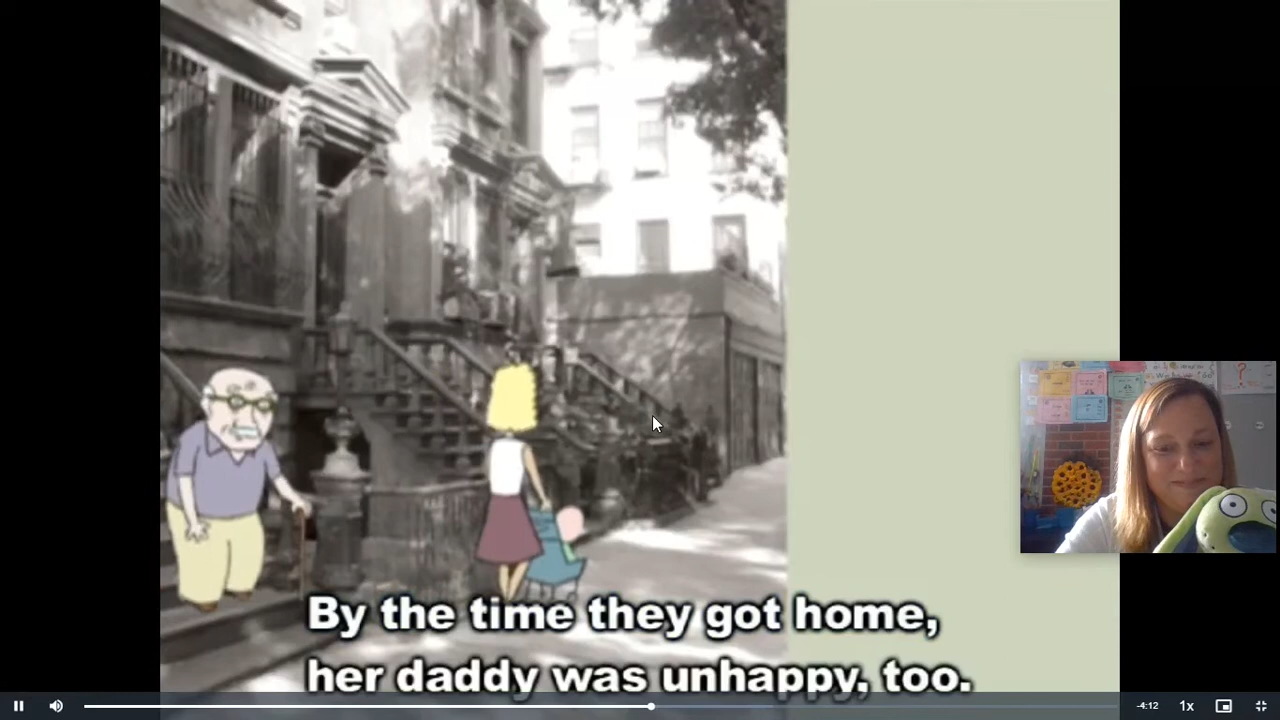 By the time they got home,
her daddy was unhappy, too.
-4:12
1x